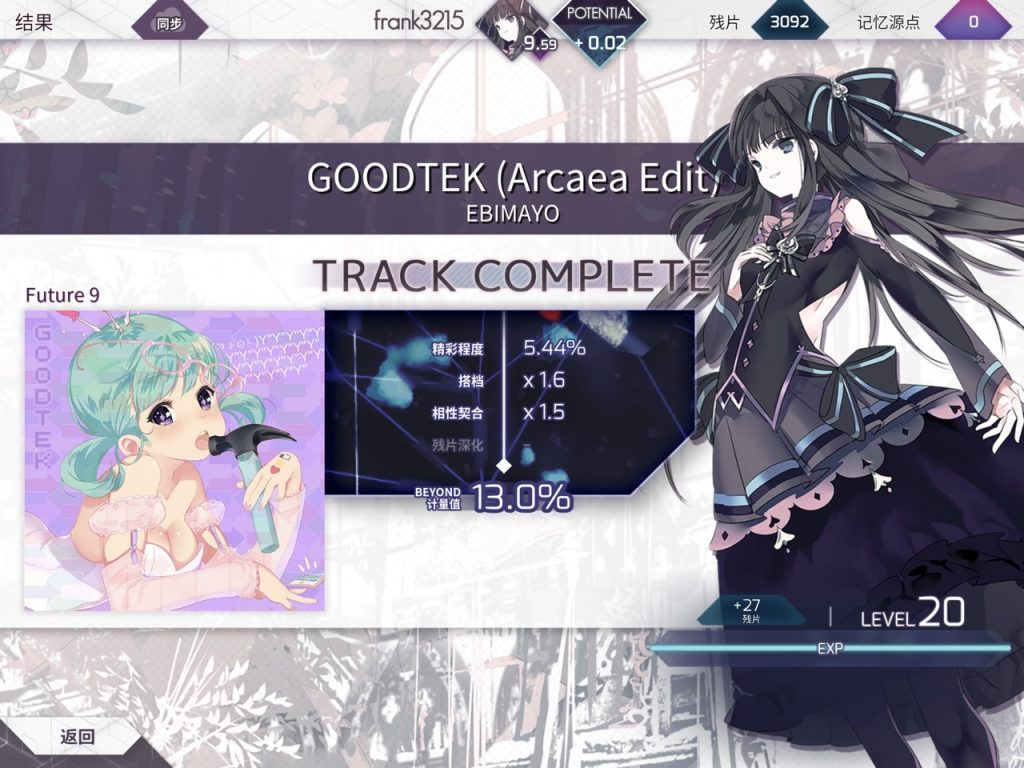 结果
同步
frank3215
9.59
POTENTIAL
+ 0.02
残片
3092
记忆源点
0
GOODTEK (Arcaea Edit)
EBIMAYO
TRACK COMPLETE
Future 9
GOODTEK
精彩程度 5.44%
搭档 x 1.6
相性契合 x 1.5
残片深化 -
BEYOND
计量值
13.0%
+27
残片
LEVEL 20
EXP
返回